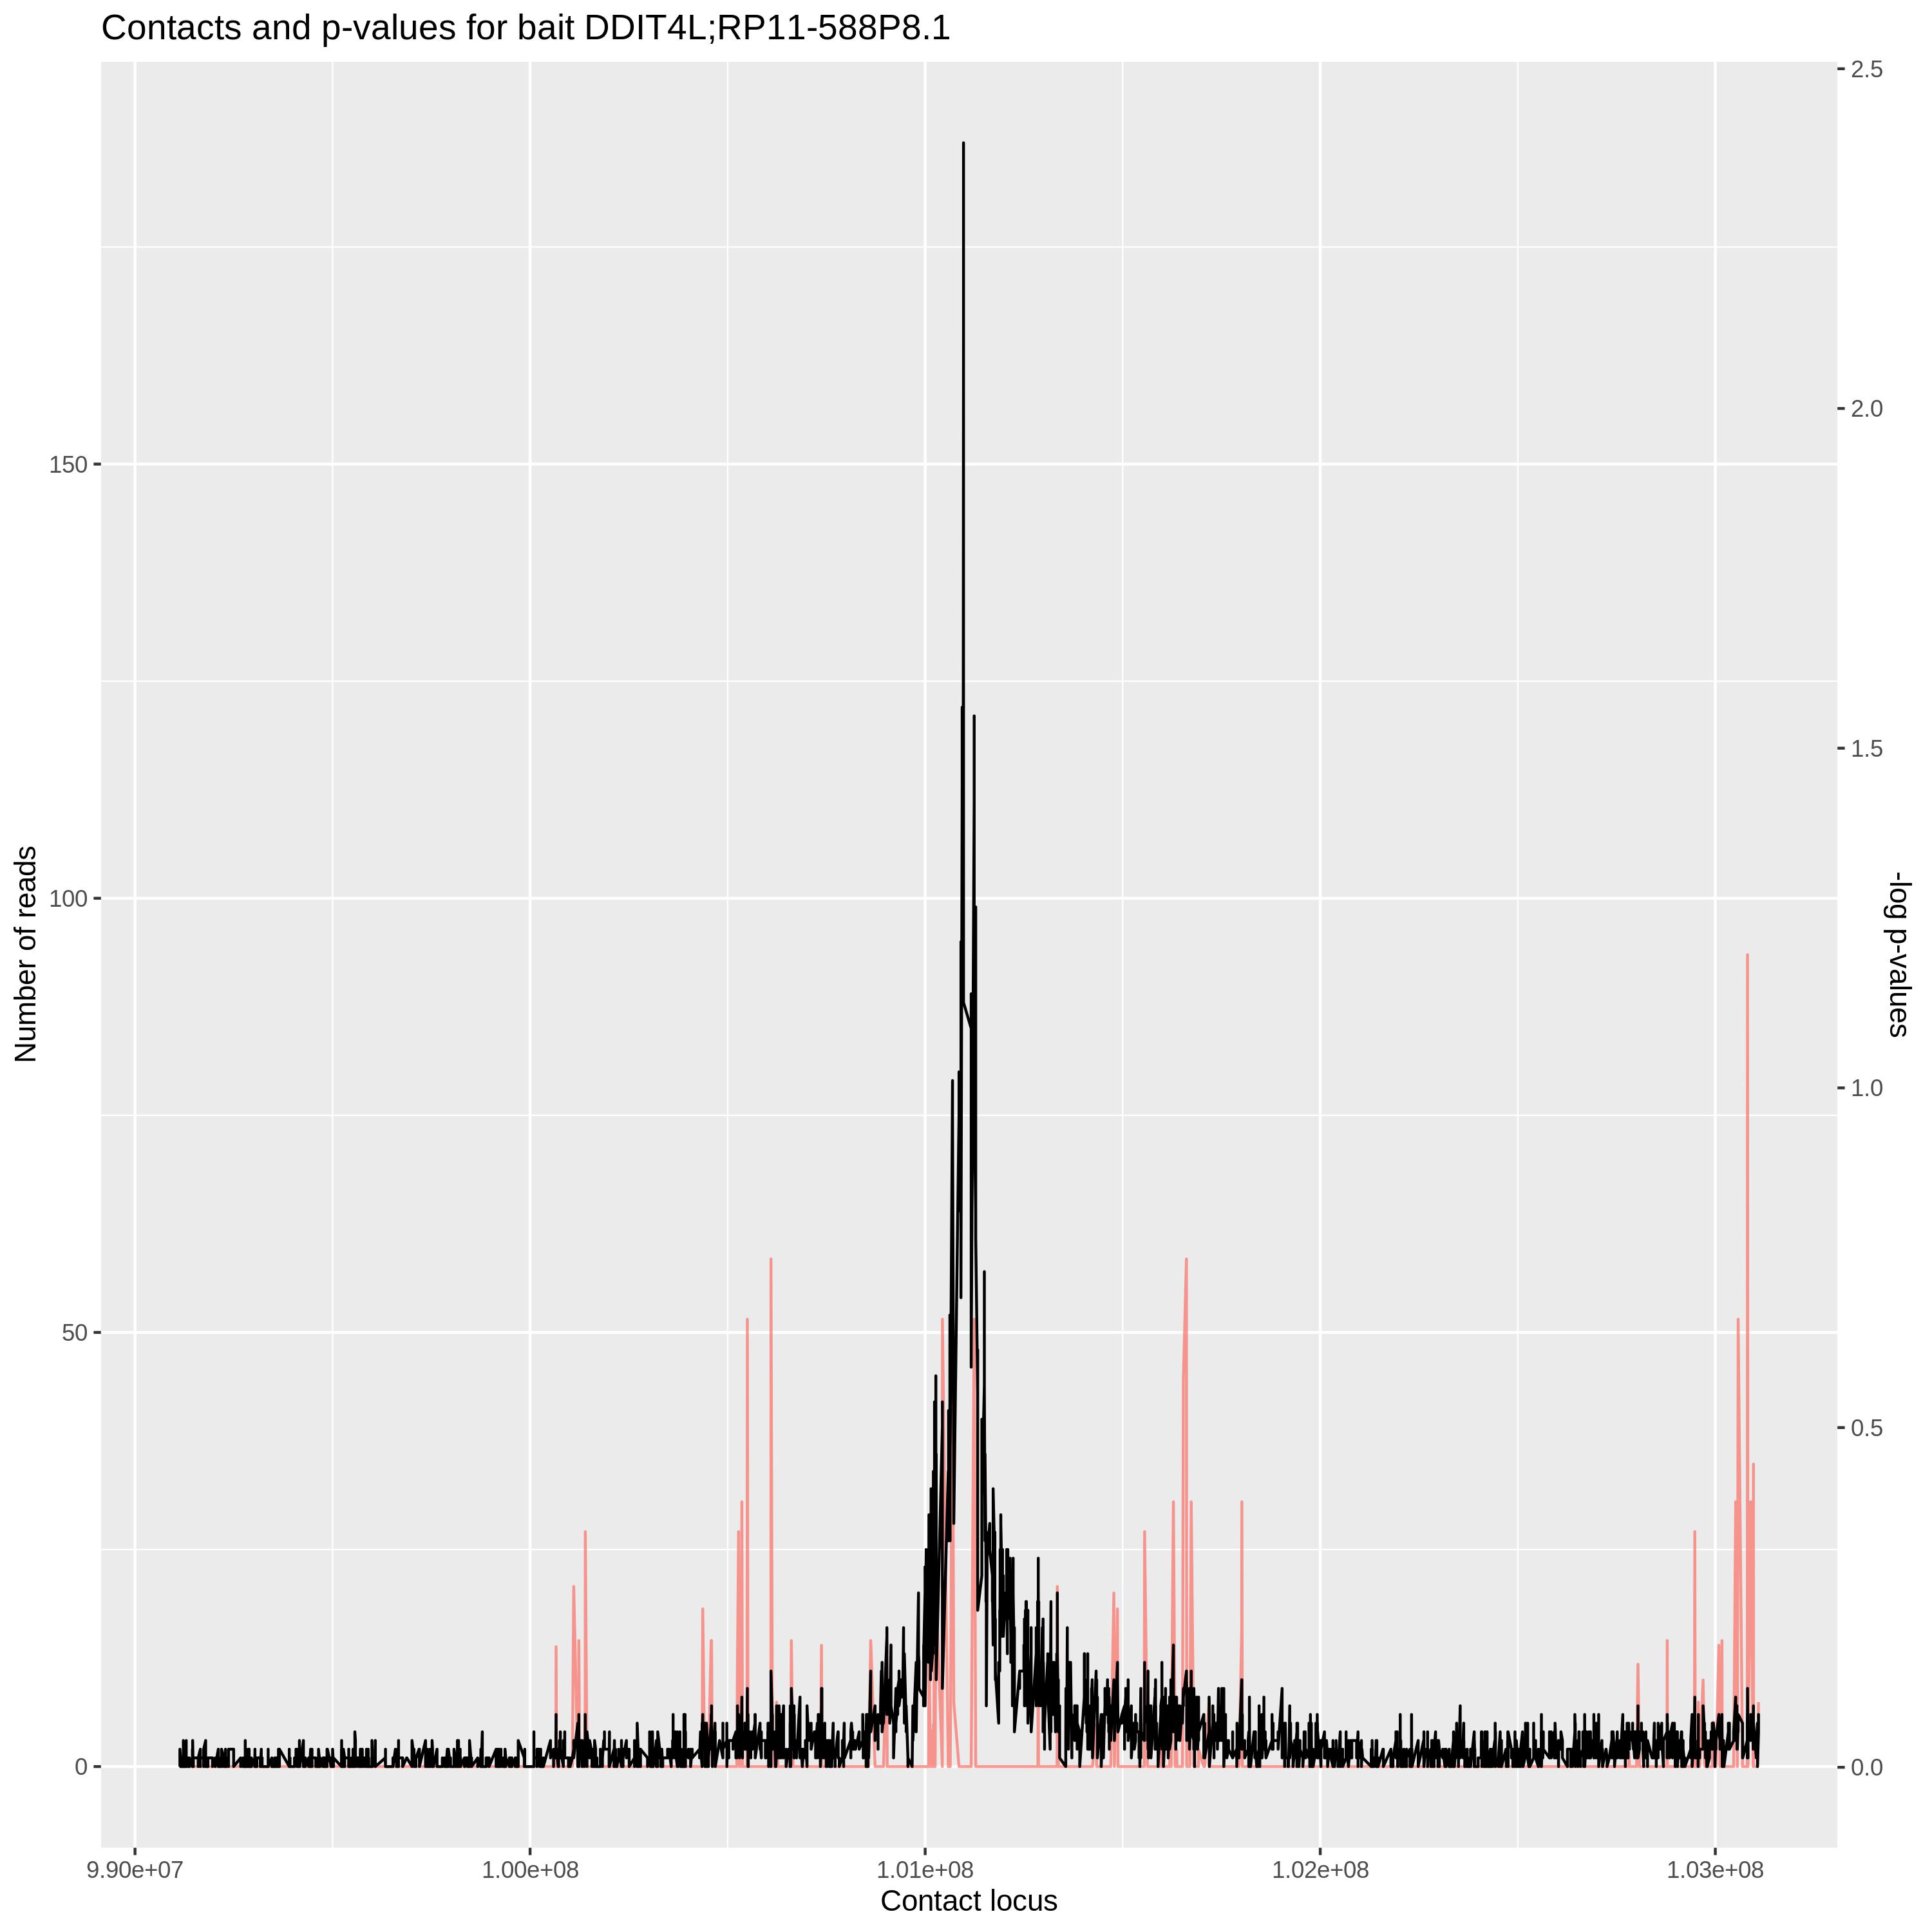 Contacts and p-values for bait DDIT4L;RP11-588P8.1
Number of reads
150
100
50
0
2.5
2.0
1.5
1.0
0.5
0.0
-log p-values
9.90e+07 1.00e+08 1.01e+08 1.02e+08 1.03e+08
Contact locus